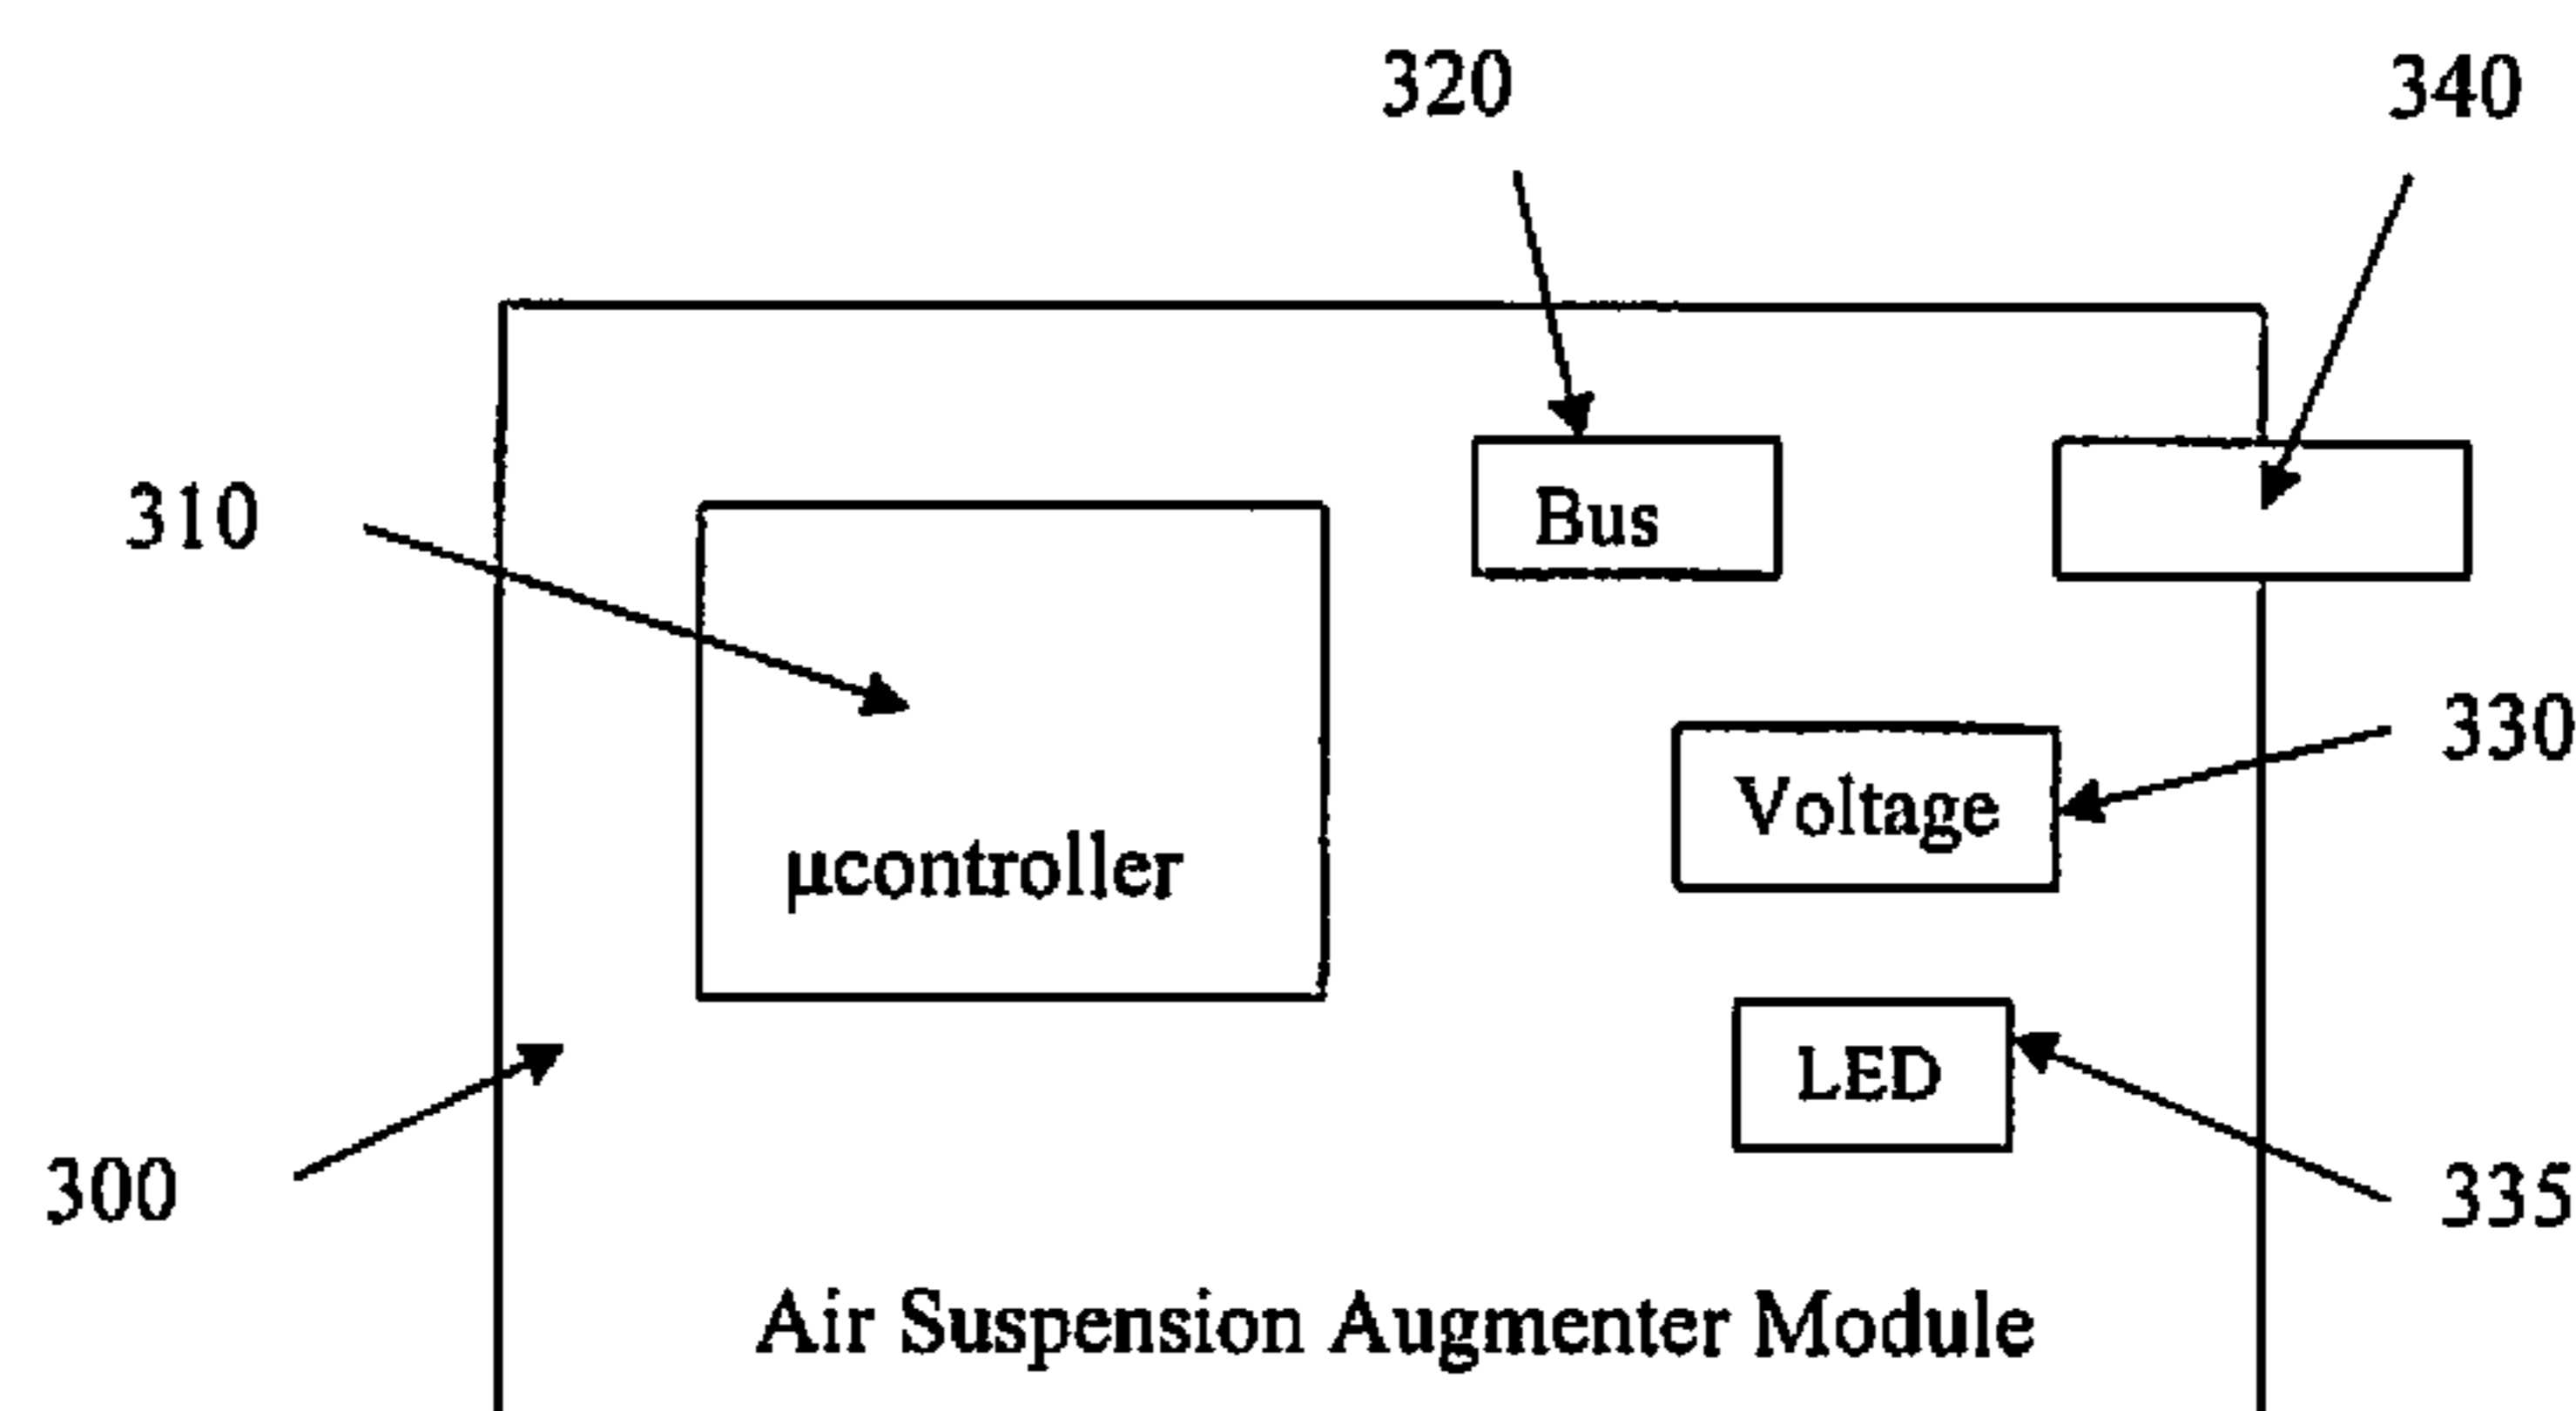 320
340
310
Bus
330
Voltage
μcontroller
LED
300
335
Air Suspension Augmenter Module